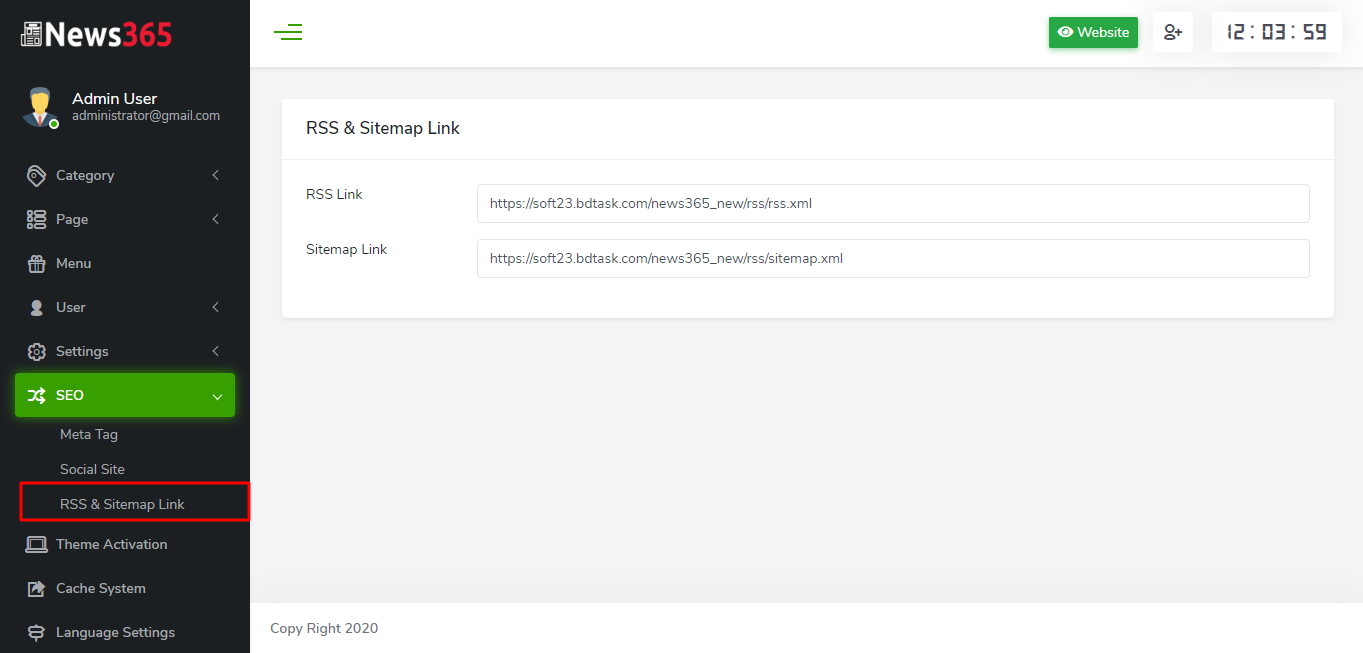 News365
Website
12:03:59
Admin User
administrator@gmail.com
Category
Page
Menu
User
Settings
SEO
Meta Tag
Social Site
RSS & Sitemap Link
Theme Activation
Cache System
Language Settings
RSS & Sitemap Link
RSS Link
https://soft23.bdtask.com/news365_new/rss/rss.xml
Sitemap Link
https://soft23.bdtask.com/news365_new/rss/sitemap.xml
Copy Right 2020